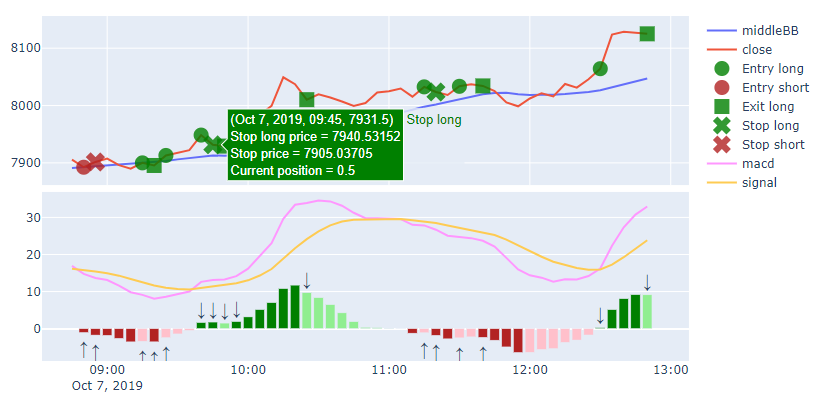 8100
8000
7900
(Oct 7, 2019, 09:45, 7931.5)
Stop long price = 7940.53152
Stop price = 7905.03705
Current position = 0.5
Stop long
middleBB
close
Entry long
Entry short
Exit long
Stop long
Stop short
macd
signal
30
20
10
0
09:00
10:00
11:00
12:00
13:00
Oct 7, 2019